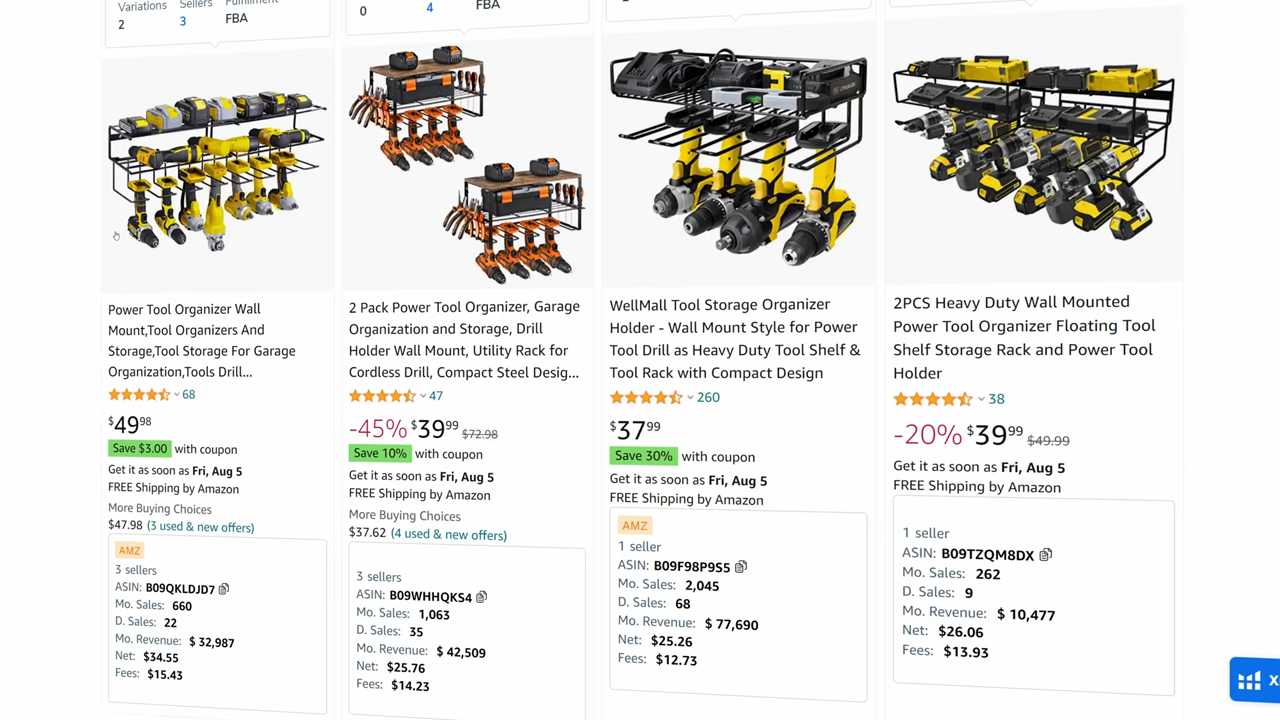 Variations
2
Sellers
3
FBA
0
4
FBA
Power Tool Organizer Wall
Mount,Tool Organizers And
Storage,Tool Storage For Garage
Organization,Tools Drill...
68
$4998
Save $3.00 with coupon
Get it as soon as Fri, Aug 5
FREE Shipping by Amazon
More Buying Choices
$47.98 (3 used & new offers)
AMZ
3 sellers
ASIN: B09QKLDJD7
Mo. Sales: 660
D. Sales: 22
Mo. Revenue: $ 32,987
Net: $34.55
Fees: $15.43
2 Pack Power Tool Organizer, Garage
Organization and Storage, Drill
Holder Wall Mount, Utility Rack for
Cordless Drill, Compact Steel Desig...
47
-45% $3999 $72.98
Save 10% with coupon
Get it as soon as Fri, Aug 5
FREE Shipping by Amazon
More Buying Choices
$37.62 (4 used & new offers)
3 sellers
ASIN: B09WHHQKS4
Mo. Sales: 1,063
D. Sales: 35
Mo. Revenue: $ 42,509
Net: $25.76
Fees: $14.23
WellMall Tool Storage Organizer
Holder - Wall Mount Style for Power
Tool Drill as Heavy Duty Tool Shelf &
Tool Rack with Compact Design
260
$3799
Save 30% with coupon
Get it as soon as Fri, Aug 5
FREE Shipping by Amazon
AMZ
1 seller
ASIN: B09F98P9S5
Mo. Sales: 2,045
D. Sales: 68
Mo. Revenue: $ 77,690
Net: $25.26
Fees: $12.73
2PCS Heavy Duty Wall Mounted
Power Tool Organizer Floating Tool
Shelf Storage Rack and Power Tool
Holder
38
-20% $3999 $49.99
Get it as soon as Fri, Aug 5
FREE Shipping by Amazon
1 seller
ASIN: B09TZQM8DX
Mo. Sales: 262
D. Sales: 9
Mo. Revenue: $ 10,477
Net: $26.06
Fees: $13.93
X